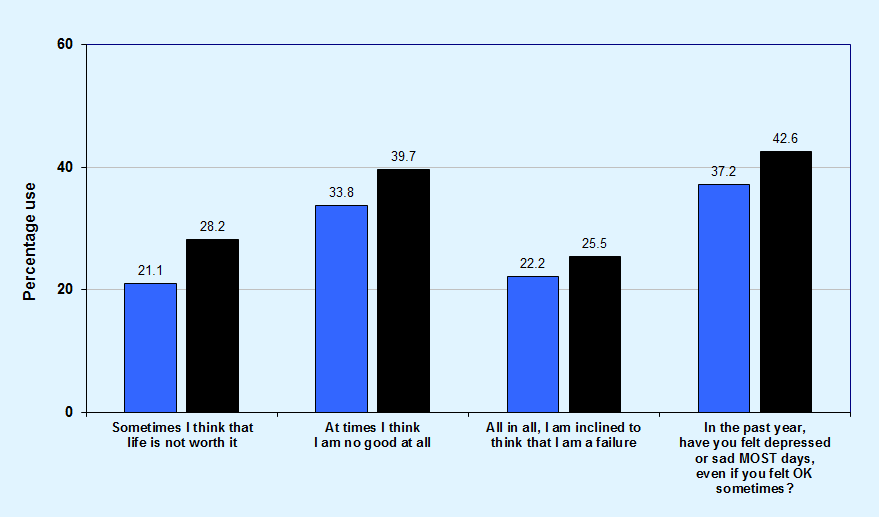 60
40
20
0
Percentage use
21.1
28.2
33.8
39.7
22.2
25.5
37.2
42.6
Sometimes I think that
life is not worth it
At times I think
I am no good at all
All in all, I am inclined to
think that I am a failure
In the past year,
have you felt depressed
or sad MOST days,
even if you felt OK
sometimes?